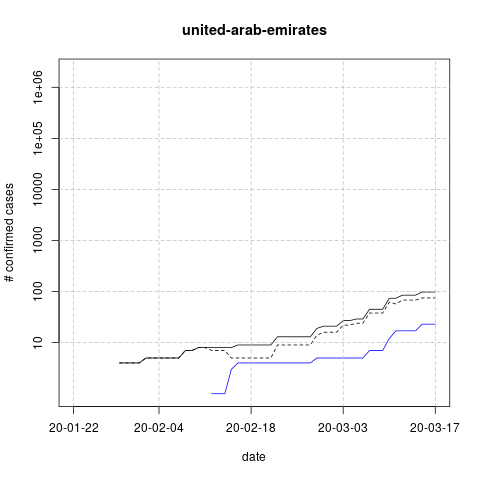 united-arab-emirates
1e+06
1e+05
10000
1000
100
10
# confirmed cases
20-01-22 20-02-04 20-02-18 20-03-03 20-03-17
date